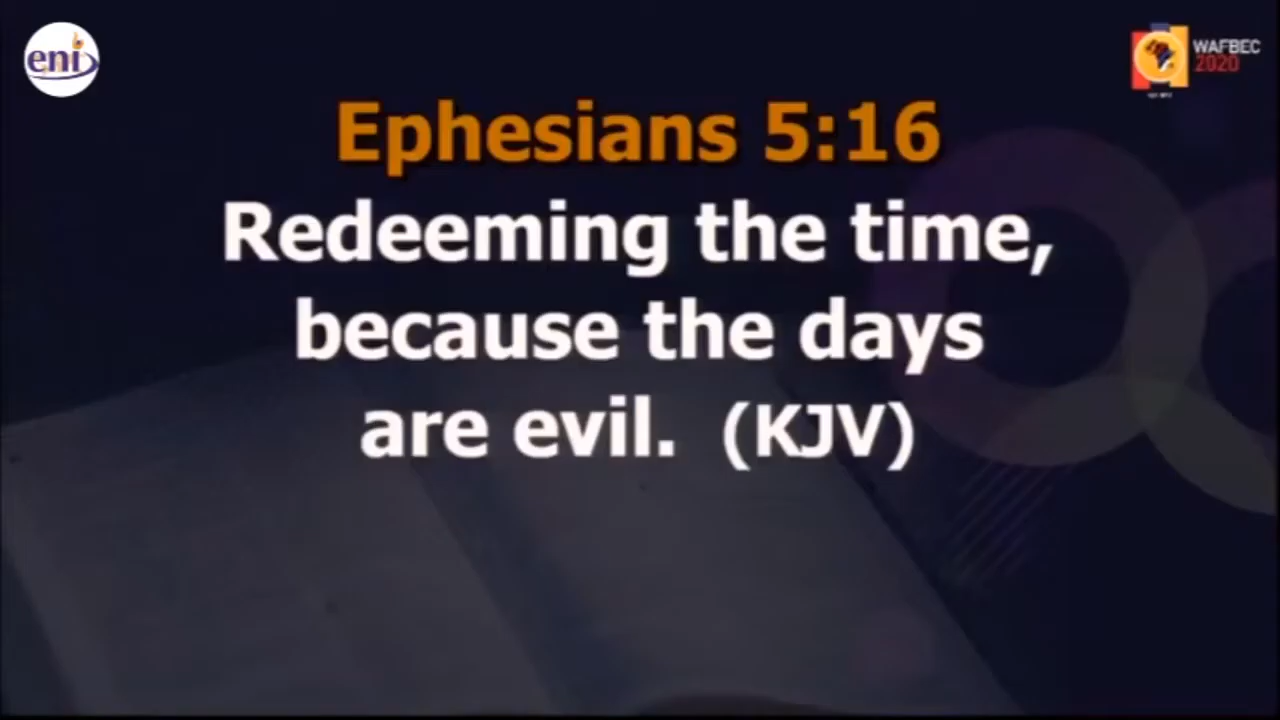 eni
WAFBEC
2020
Ephesians 5:16
Redeeming the time,
because the days
are evil. (KJV)